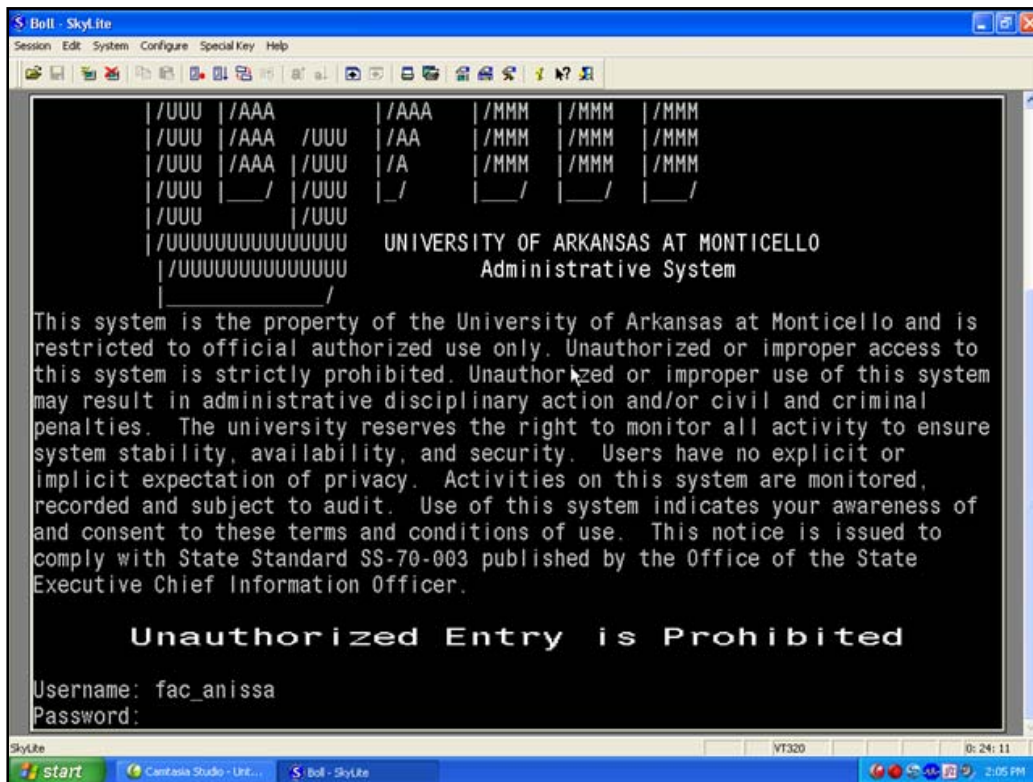 Boll - SkyLite
Session Edit System Configure Special Key Help
|/UUU |/AAA |/AAA |/MMM |/MMM |/MMM
|/UUU |/AAA /UUU |/AA |/MMM |/MMM |/MMM
|/UUU |/AAA |/UUU |/A |/MMM |/MMM |/MMM
|/UUU |___/ |/UUU |_/ |___/ |___/ |___/
|/UUU |/UUU
|/UUUUUUUUUUUUUUU UNIVERSITY OF ARKANSAS AT MONTICELLO
|/UUUUUUUUUUUUUU Administrative System
|______________/
This system is the property of the University of Arkansas at Monticello and is
restricted to official authorized use only. Unauthorized or improper access to
this system is strictly prohibited. Unauthorized or improper use of this system
may result in administrative disciplinary action and/or civil and criminal
penalties. The university reserves the right to monitor all activity to ensure
system stability, availability, and security. Users have no explicit or
implicit expectation of privacy. Activities on this system are monitored,
recorded and subject to audit. Use of this system indicates your awareness of
and consent to these terms and conditions of use. This notice is issued to
comply with State Standard SS-70-003 published by the Office of the State
Executive Chief Information Officer.
Unauthorized Entry is Prohibited
Username: fac_anissa
Password:
SkyLite VT320 0: 24: 11
start Camtasia Studio - Unt... Boll - SkyLite 2:05 PM